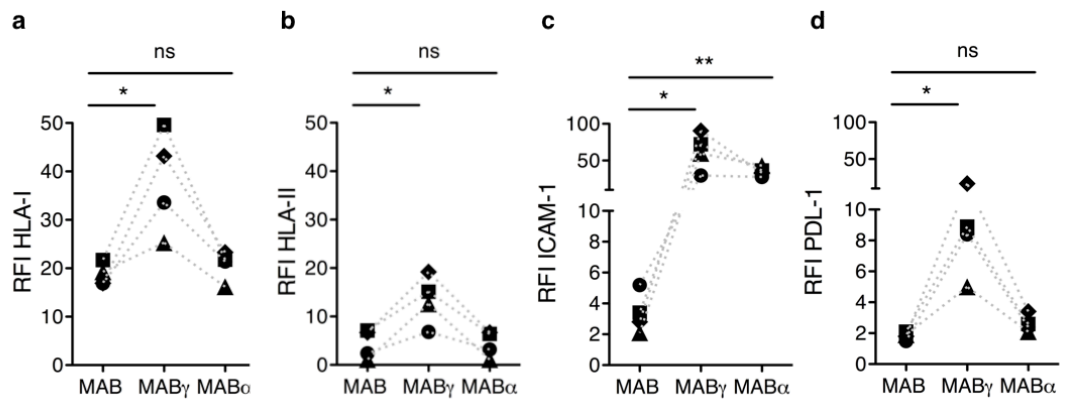 a
ns
*
RFI HLA-I
50
40
30
20
10
0
MAB MABγ MABα
b
ns
*
RFI HLA-II
50
40
30
20
10
0
MAB MABγ MABα
c
**
*
RFI ICAM-1
100
50
10
8
6
4
2
0
MAB MABγ MABα
d
ns
*
RFI PDL-1
100
50
10
8
6
4
2
0
MAB MABγ MABα